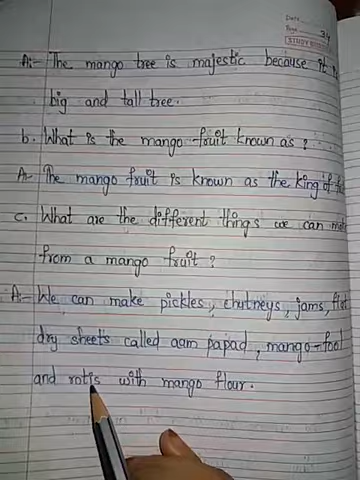 Date
Page 34
A:- The mango tree is majestic because it
big and tall tree.
b. What is the mango fruit known as ?
A:- The mango fruit is known as the king of
c. What are the different things we can
from a mango fruit ?
A:- We can make pickles, chutneys, jams,
dry sheets called aam papad, mango-fool
and rotis with mango flour.